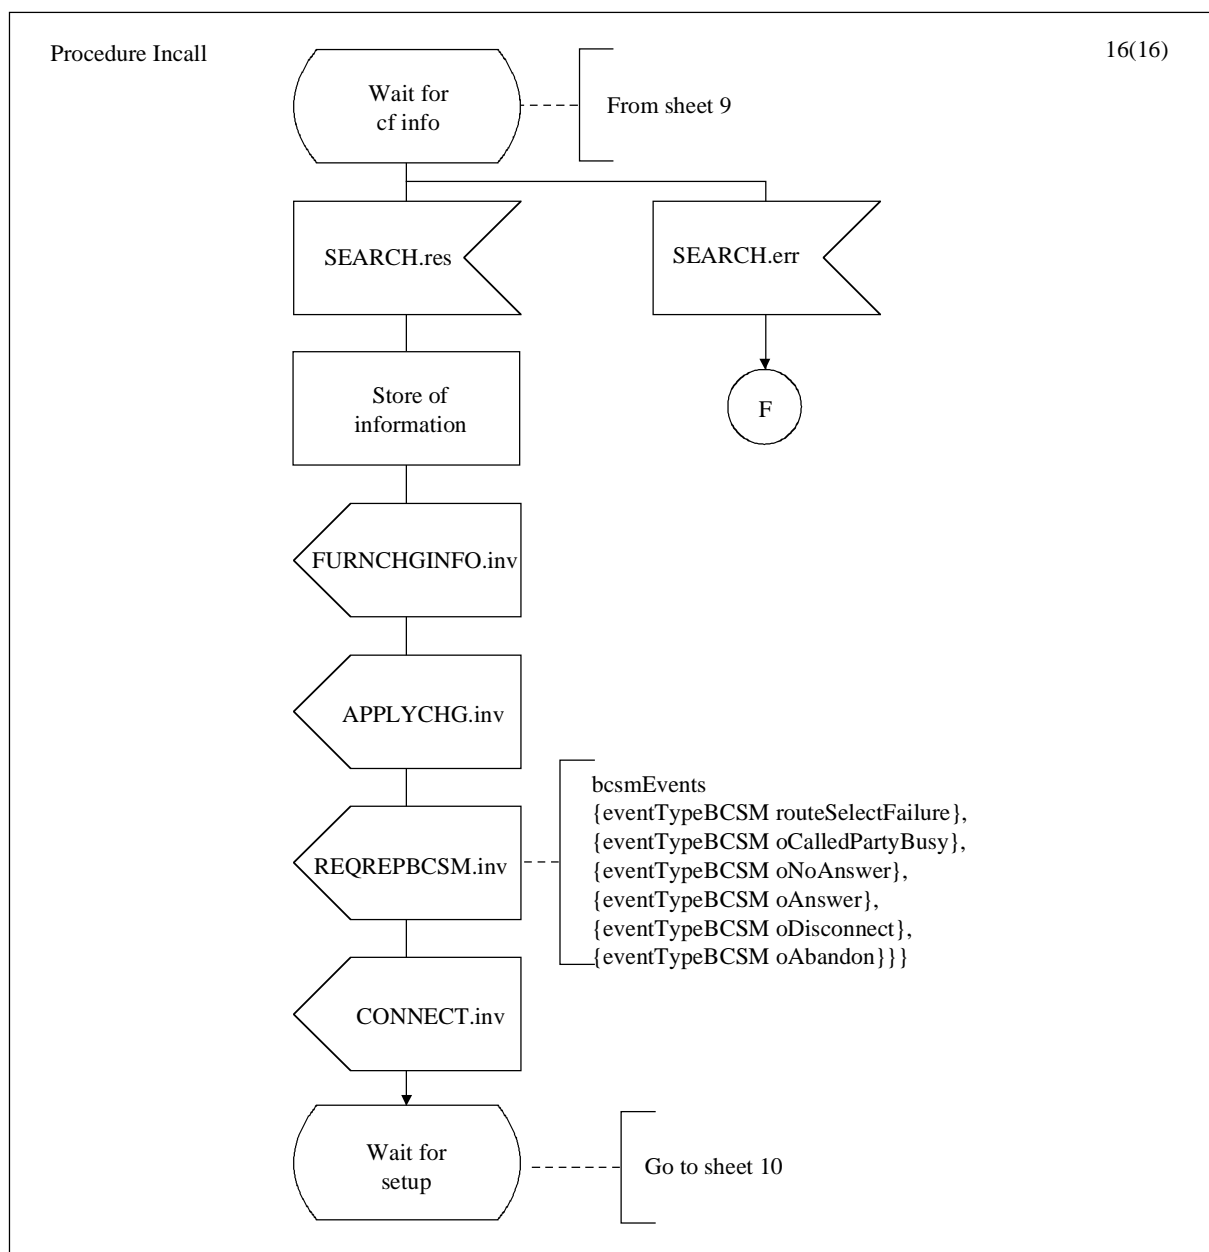 Procedure Incall
16(16)
Wait for
cf info
From sheet 9
SEARCH.res
SEARCH.err
Store of
information
F
FURNCHGINFO.inv
APPLYCHG.inv
REQREPBCSM.inv
bcsmEvents
{eventTypeBCSM routeSelectFailure},
{eventTypeBCSM oCalledPartyBusy},
{eventTypeBCSM oNoAnswer},
{eventTypeBCSM oAnswer},
{eventTypeBCSM oDisconnect},
{eventTypeBCSM oAbandon}}}
CONNECT.inv
Wait for
setup
Go to sheet 10